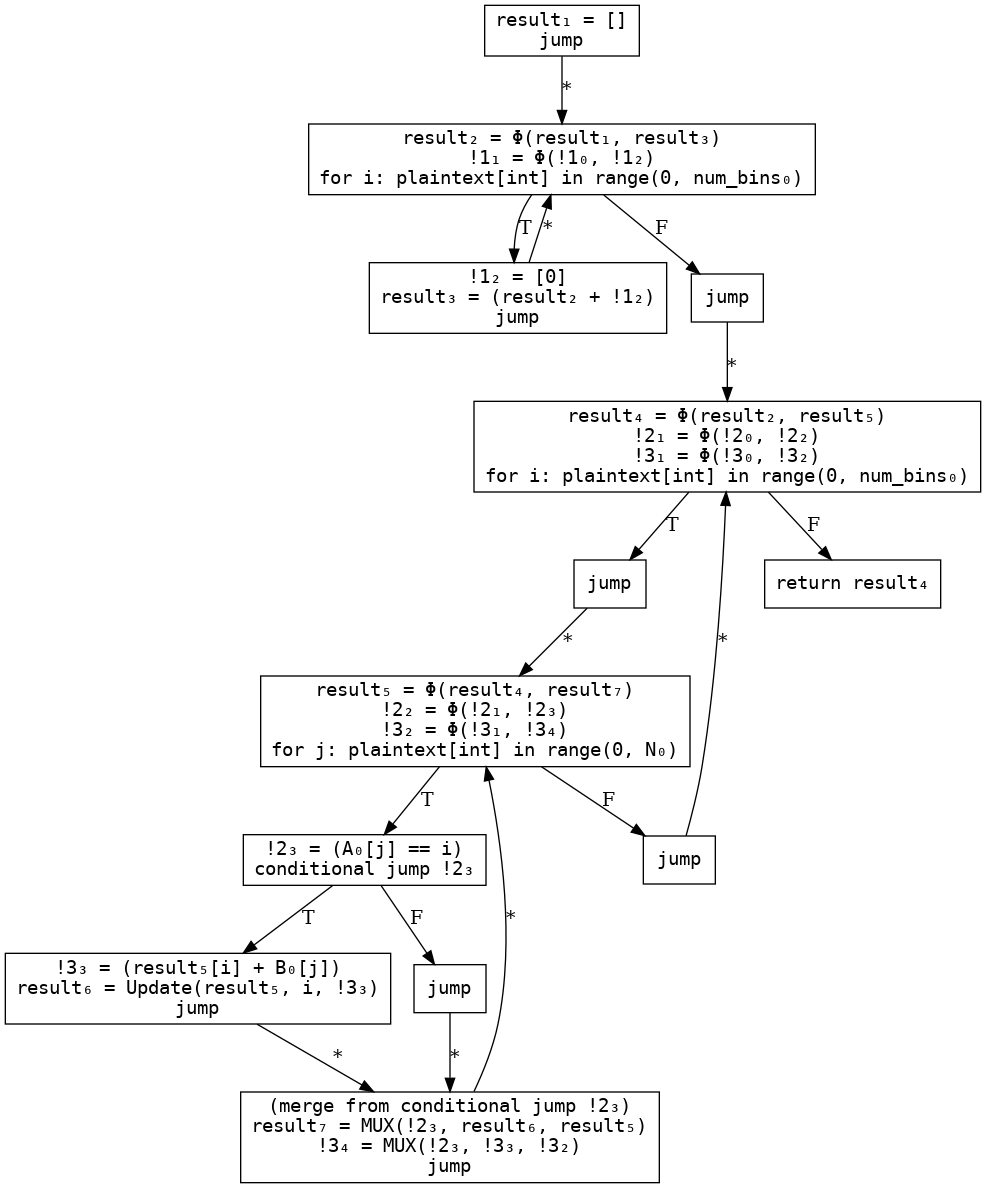 result₁ = []
jump
*
result₂ = Φ(result₁, result₃)
!1₁ = Φ(!1₀, !1₂)
for i: plaintext[int] in range(0, num_bins₀)
T
*
F
!1₂ = [0]
result₃ = (result₂ + !1₂)
jump
jump
*
result₄ = Φ(result₂, result₅)
!2₁ = Φ(!2₀, !2₂)
!3₁ = Φ(!3₀, !3₂)
for i: plaintext[int] in range(0, num_bins₀)
T
F
jump
return result₄
*
*
result₅ = Φ(result₄, result₇)
!2₂ = Φ(!2₁, !2₃)
!3₂ = Φ(!3₁, !3₄)
for j: plaintext[int] in range(0, N₀)
T
F
!2₃ = (A₀[j] == i)
conditional jump !2₃
jump
T
F
*
!3₃ = (result₅[i] + B₀[j])
result₆ = Update(result₅, i, !3₃)
jump
jump
*
*
(merge from conditional jump !2₃)
result₇ = MUX(!2₃, result₆, result₅)
!3₄ = MUX(!2₃, !3₃, !3₂)
jump